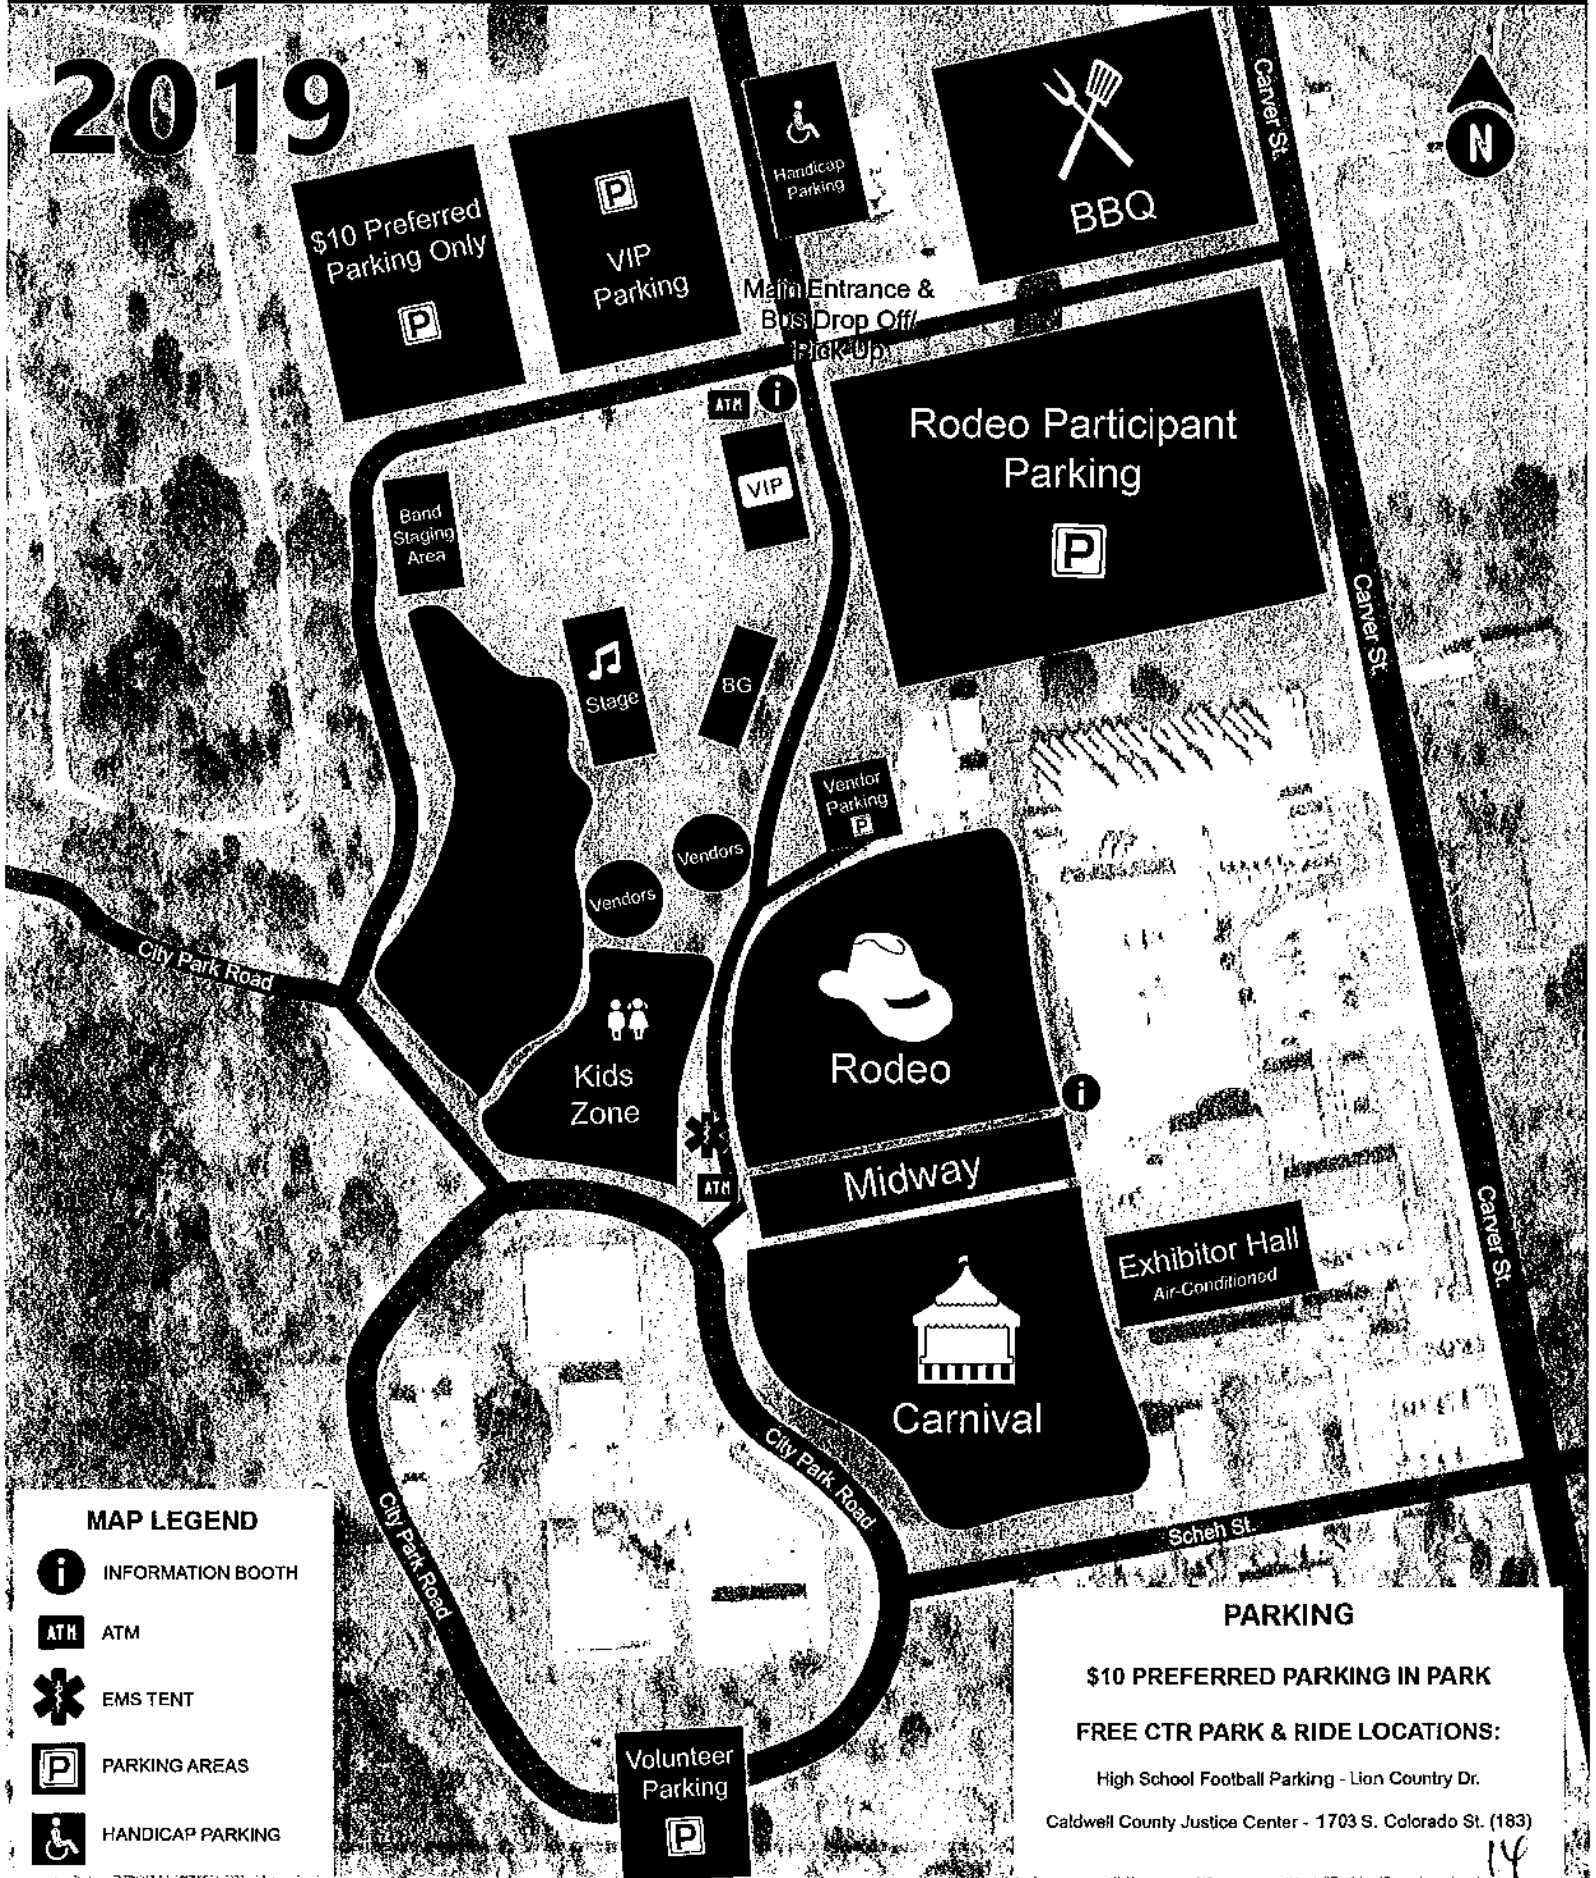 2019
N
Carver St.
Handicap
Parking
BBQ
$10 Preferred
Parking Only
P
P
VIP
Parking
Main Entrance &
Bus Drop Off/
Pick Up
ATM
i
VIP
Rodeo Participant
Parking
P
Band
Staging
Area
Carver St.
Stage
BG
Vendor
Parking
P
Vendors
Vendors
City Park Road
Rodeo
Kids
Zone
i
ATM
Midway
Exhibitor Hall
Air-Conditioned
Carver St.
Carnival
City Park Road
City Park Road
Scheh St.
MAP LEGEND
i INFORMATION BOOTH
ATM ATM
EMS TENT
P PARKING AREAS
HANDICAP PARKING
Volunteer
Parking
P
PARKING
$10 PREFERRED PARKING IN PARK
FREE CTR PARK & RIDE LOCATIONS:
High School Football Parking - Lion Country Dr.
Caldwell County Justice Center - 1703 S. Colorado St. (183)
14